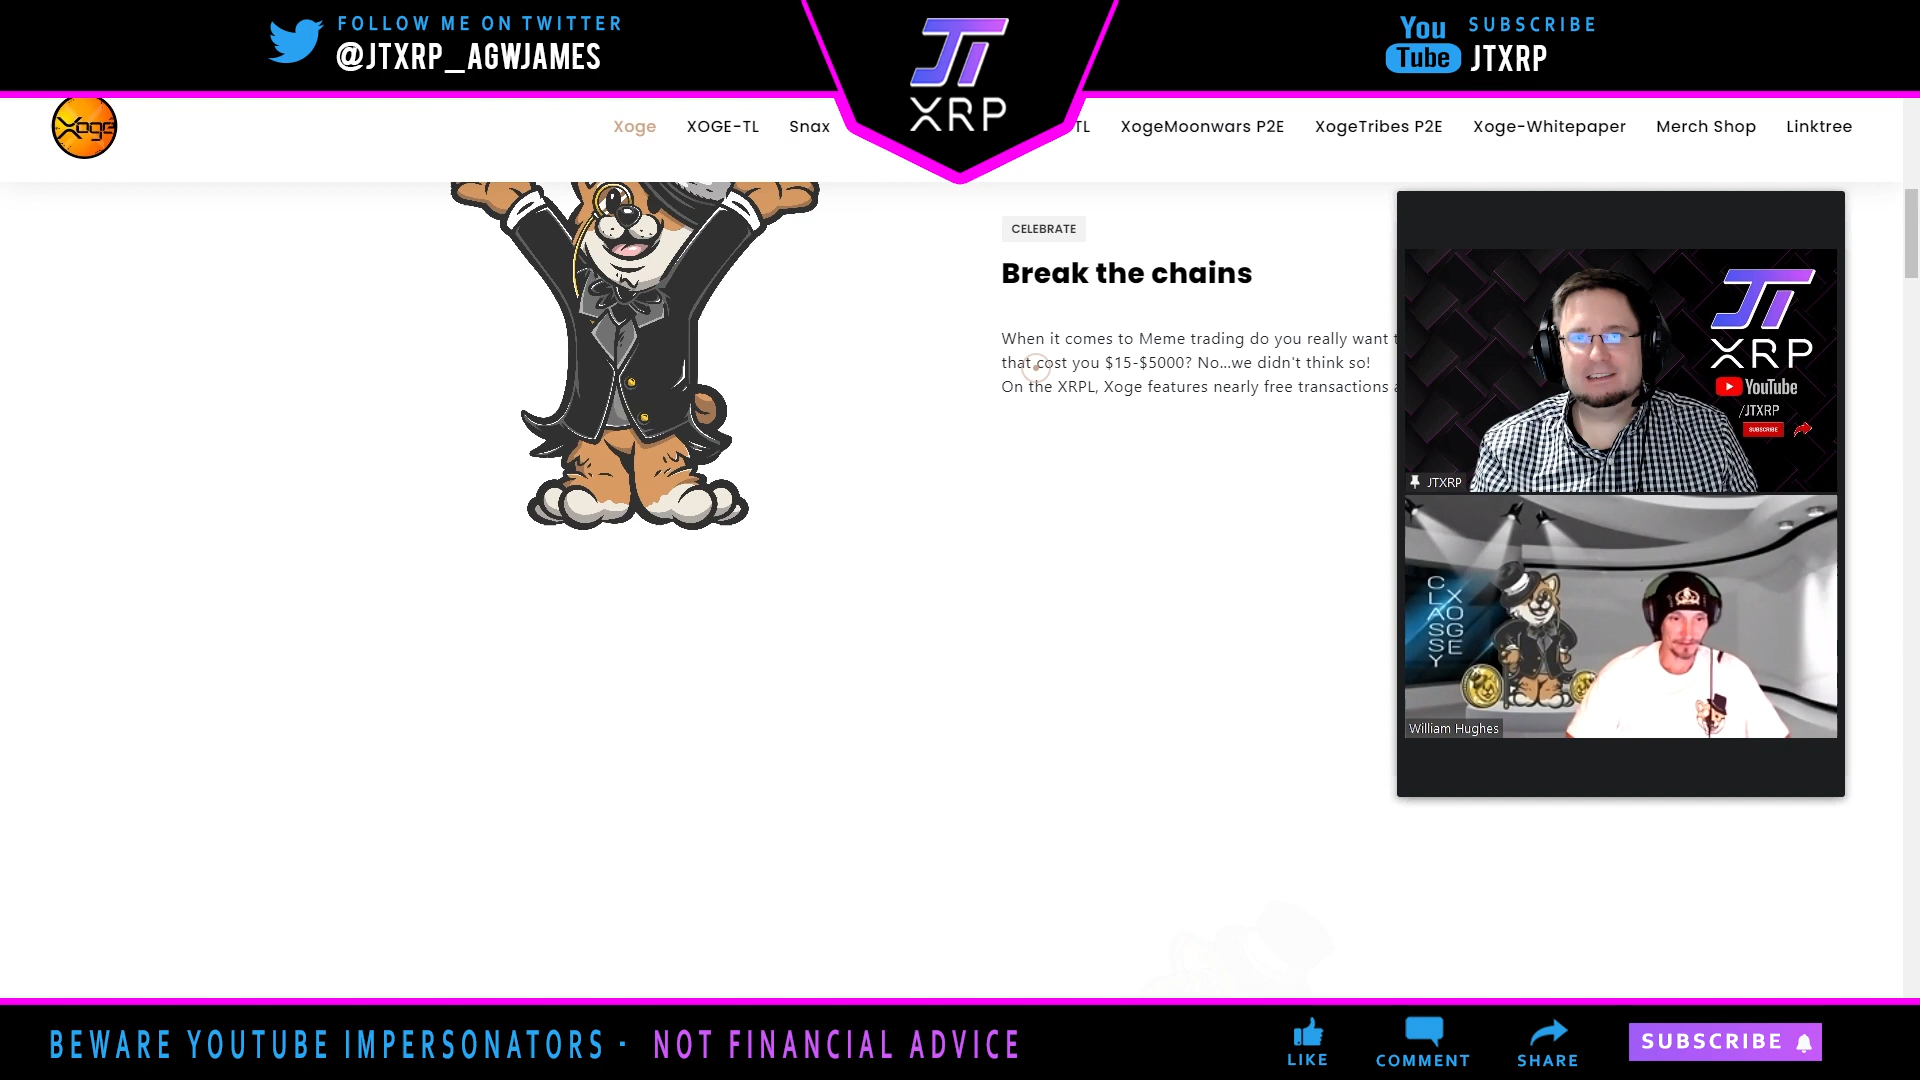 FOLLOW ME ON TWITTER
@JTXRP_AGWJAMES
JT
XRP
You
Tube
SUBSCRIBE
JTXRP
Xoge
Xoge
XOGE-TL
Snax
TL
XogeMoonwars P2E
XogeTribes P2E
Xoge-Whitepaper
Merch Shop
Linktree
CELEBRATE
Break the chains
When it comes to Meme trading do you really want
that cost you $15-$5000? No...we didn't think so!
On the XRPL, Xoge features nearly free transactions
JT
XRP
YouTube
/JTXRP
SUBSCRIBE
JTXRP
CLASSY
XOGE
William Hughes
BEWARE YOUTUBE IMPERSONATORS - NOT FINANCIAL ADVICE
LIKE
COMMENT
SHARE
SUBSCRIBE